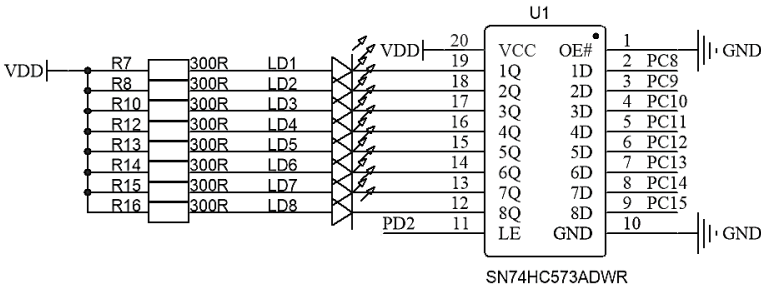 U1
VDD 20 VCC OE# 1 GND
VDD R7 300R LD1 19 1Q 1D 2 PC8
R8 300R LD2 18 2Q 2D 3 PC9
R10 300R LD3 17 3Q 3D 4 PC10
R12 300R LD4 16 4Q 4D 5 PC11
R13 300R LD5 15 5Q 5D 6 PC12
R14 300R LD6 14 6Q 6D 7 PC13
R15 300R LD7 13 7Q 7D 8 PC14
R16 300R LD8 12 8Q 8D 9 PC15
PD2 11 LE GND 10 GND
SN74HC573ADWR